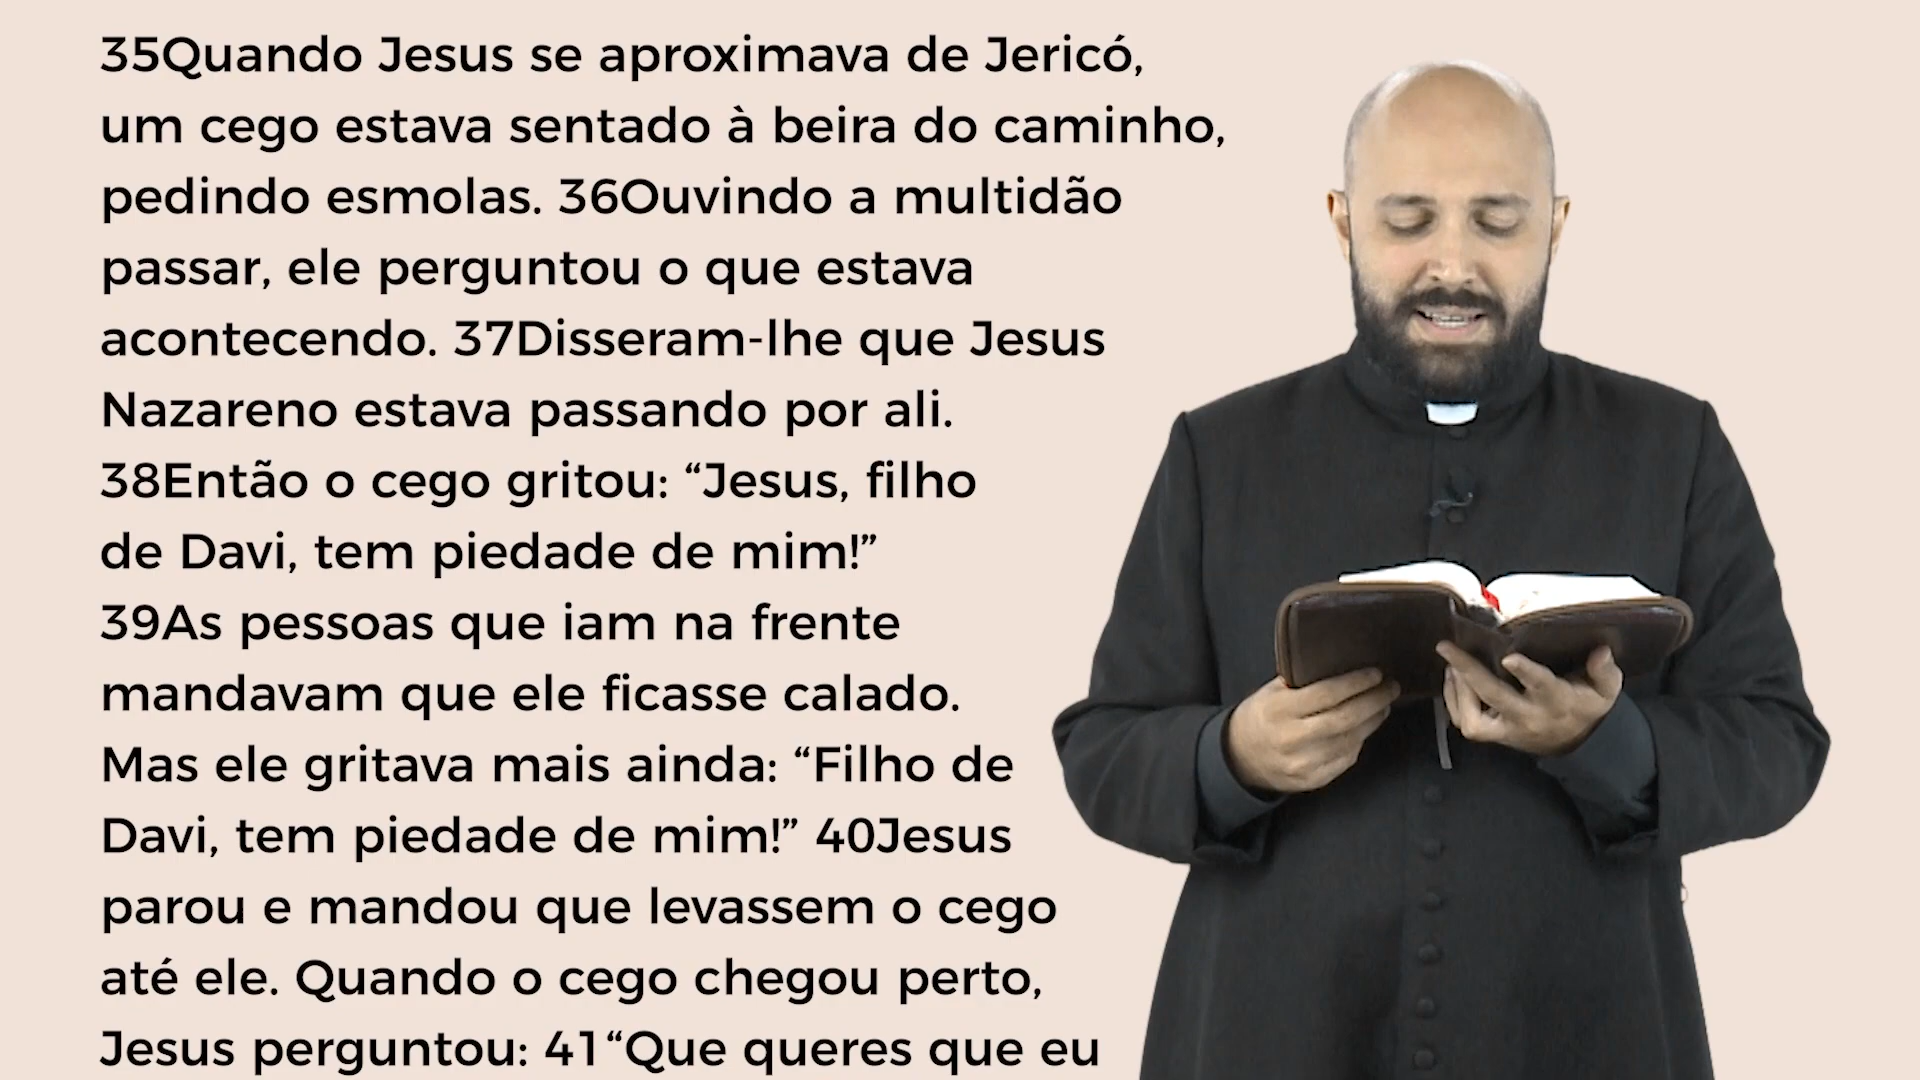 35Quando Jesus se aproximava de Jericó,
um cego estava sentado à beira do caminho,
pedindo esmolas. 36Ouvindo a multidão
passar, ele perguntou o que estava
acontecendo. 37Disseram-lhe que Jesus
Nazareno estava passando por ali.
38Então o cego gritou: “Jesus, filho
de Davi, tem piedade de mim!”
39As pessoas que iam na frente
mandavam que ele ficasse calado.
Mas ele gritava mais ainda: “Filho de
Davi, tem piedade de mim!” 40Jesus
parou e mandou que levassem o cego
até ele. Quando o cego chegou perto,
Jesus perguntou: 41“Que queres que eu